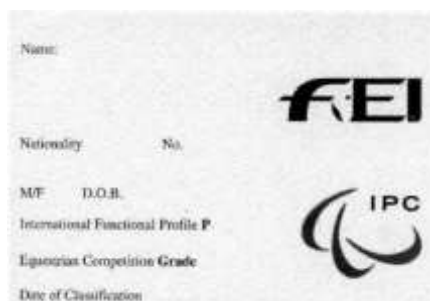 Name:
FEI
Nationality No.
M/F D.O.B.
IPC
International Functional Profile P
Equestrian Competition Grade
Date of Classification